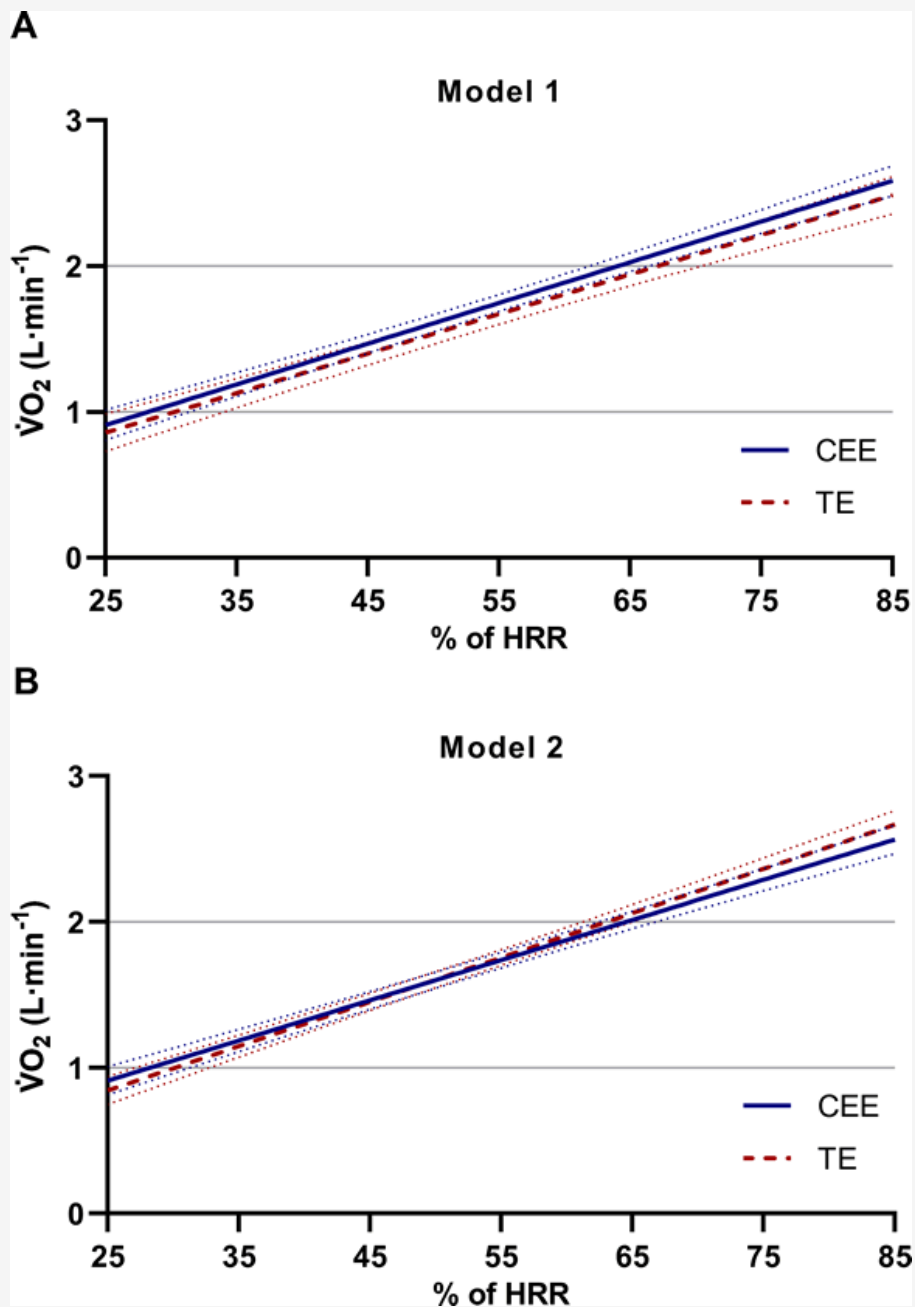 A
Model 1
3
2
1
0
V̇O₂ (L·min⁻¹)
CEE
TE
25 35 45 55 65 75 85
% of HRR
B
Model 2
3
2
1
0
V̇O₂ (L·min⁻¹)
CEE
TE
25 35 45 55 65 75 85
% of HRR